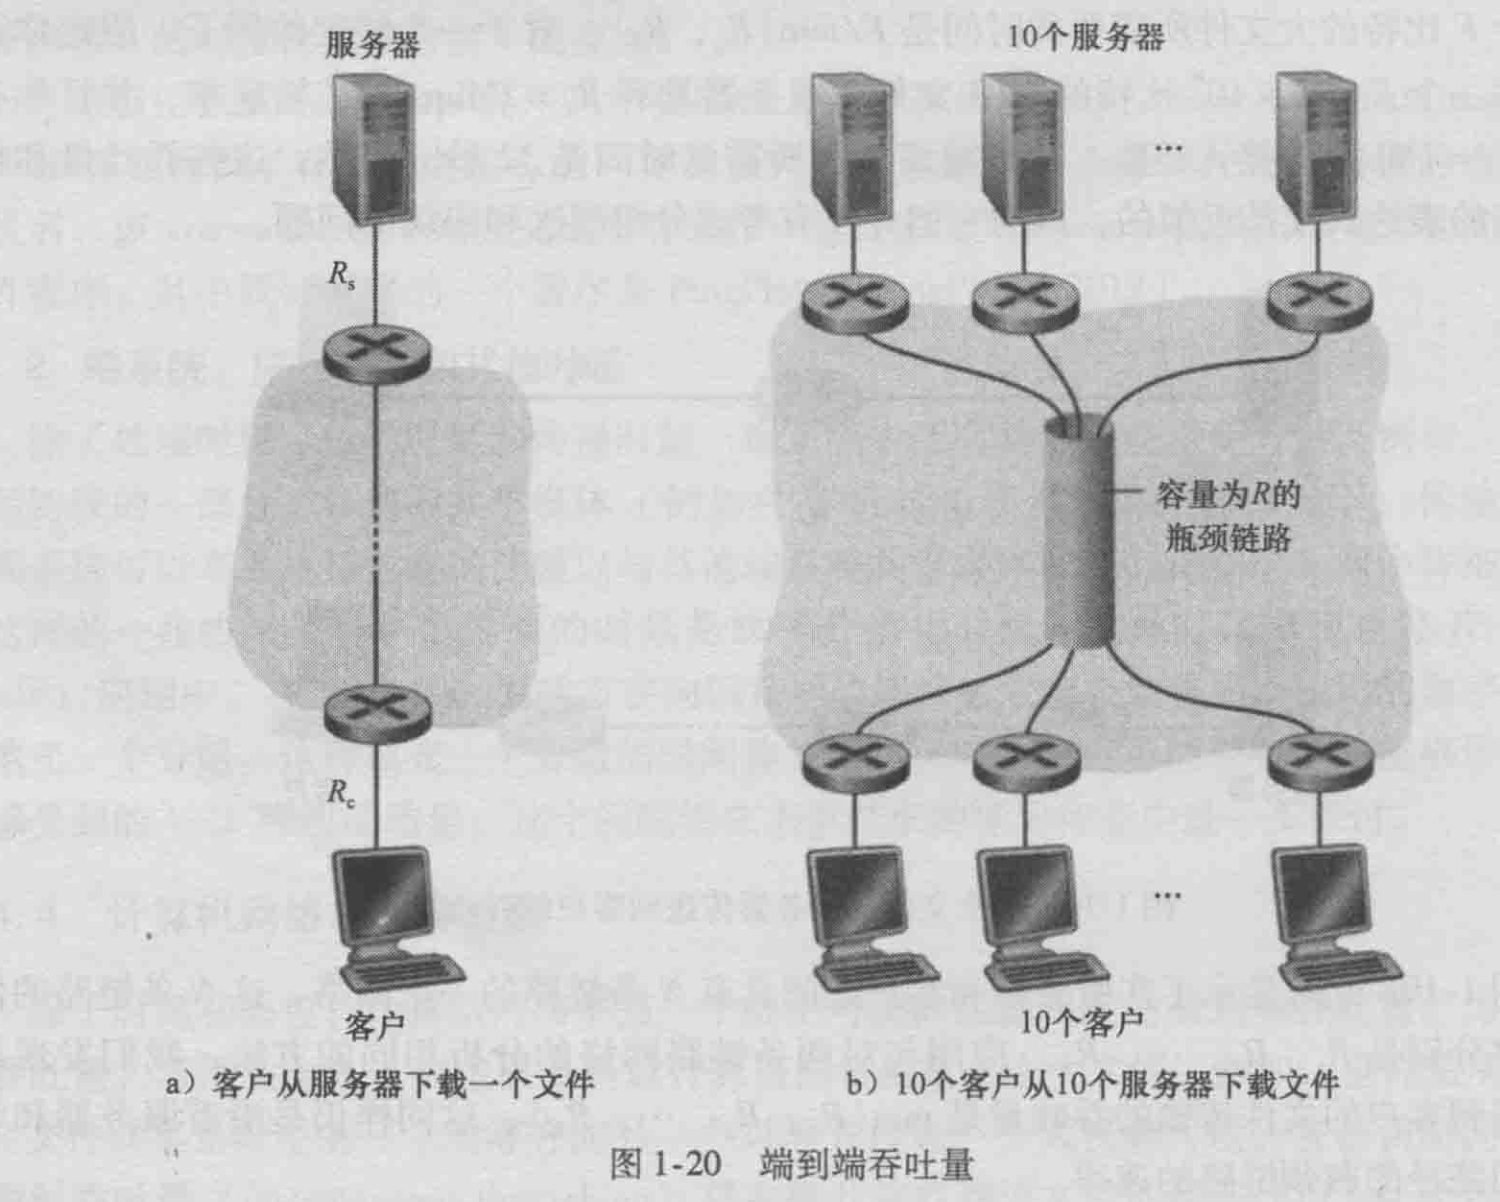 服务器
10个服务器
...
Rs
容量为R的
瓶颈链路
Rc
...
客户
10个客户
a）客户从服务器下载一个文件
b）10个客户从10个服务器下载文件
图 1-20 端到端吞吐量